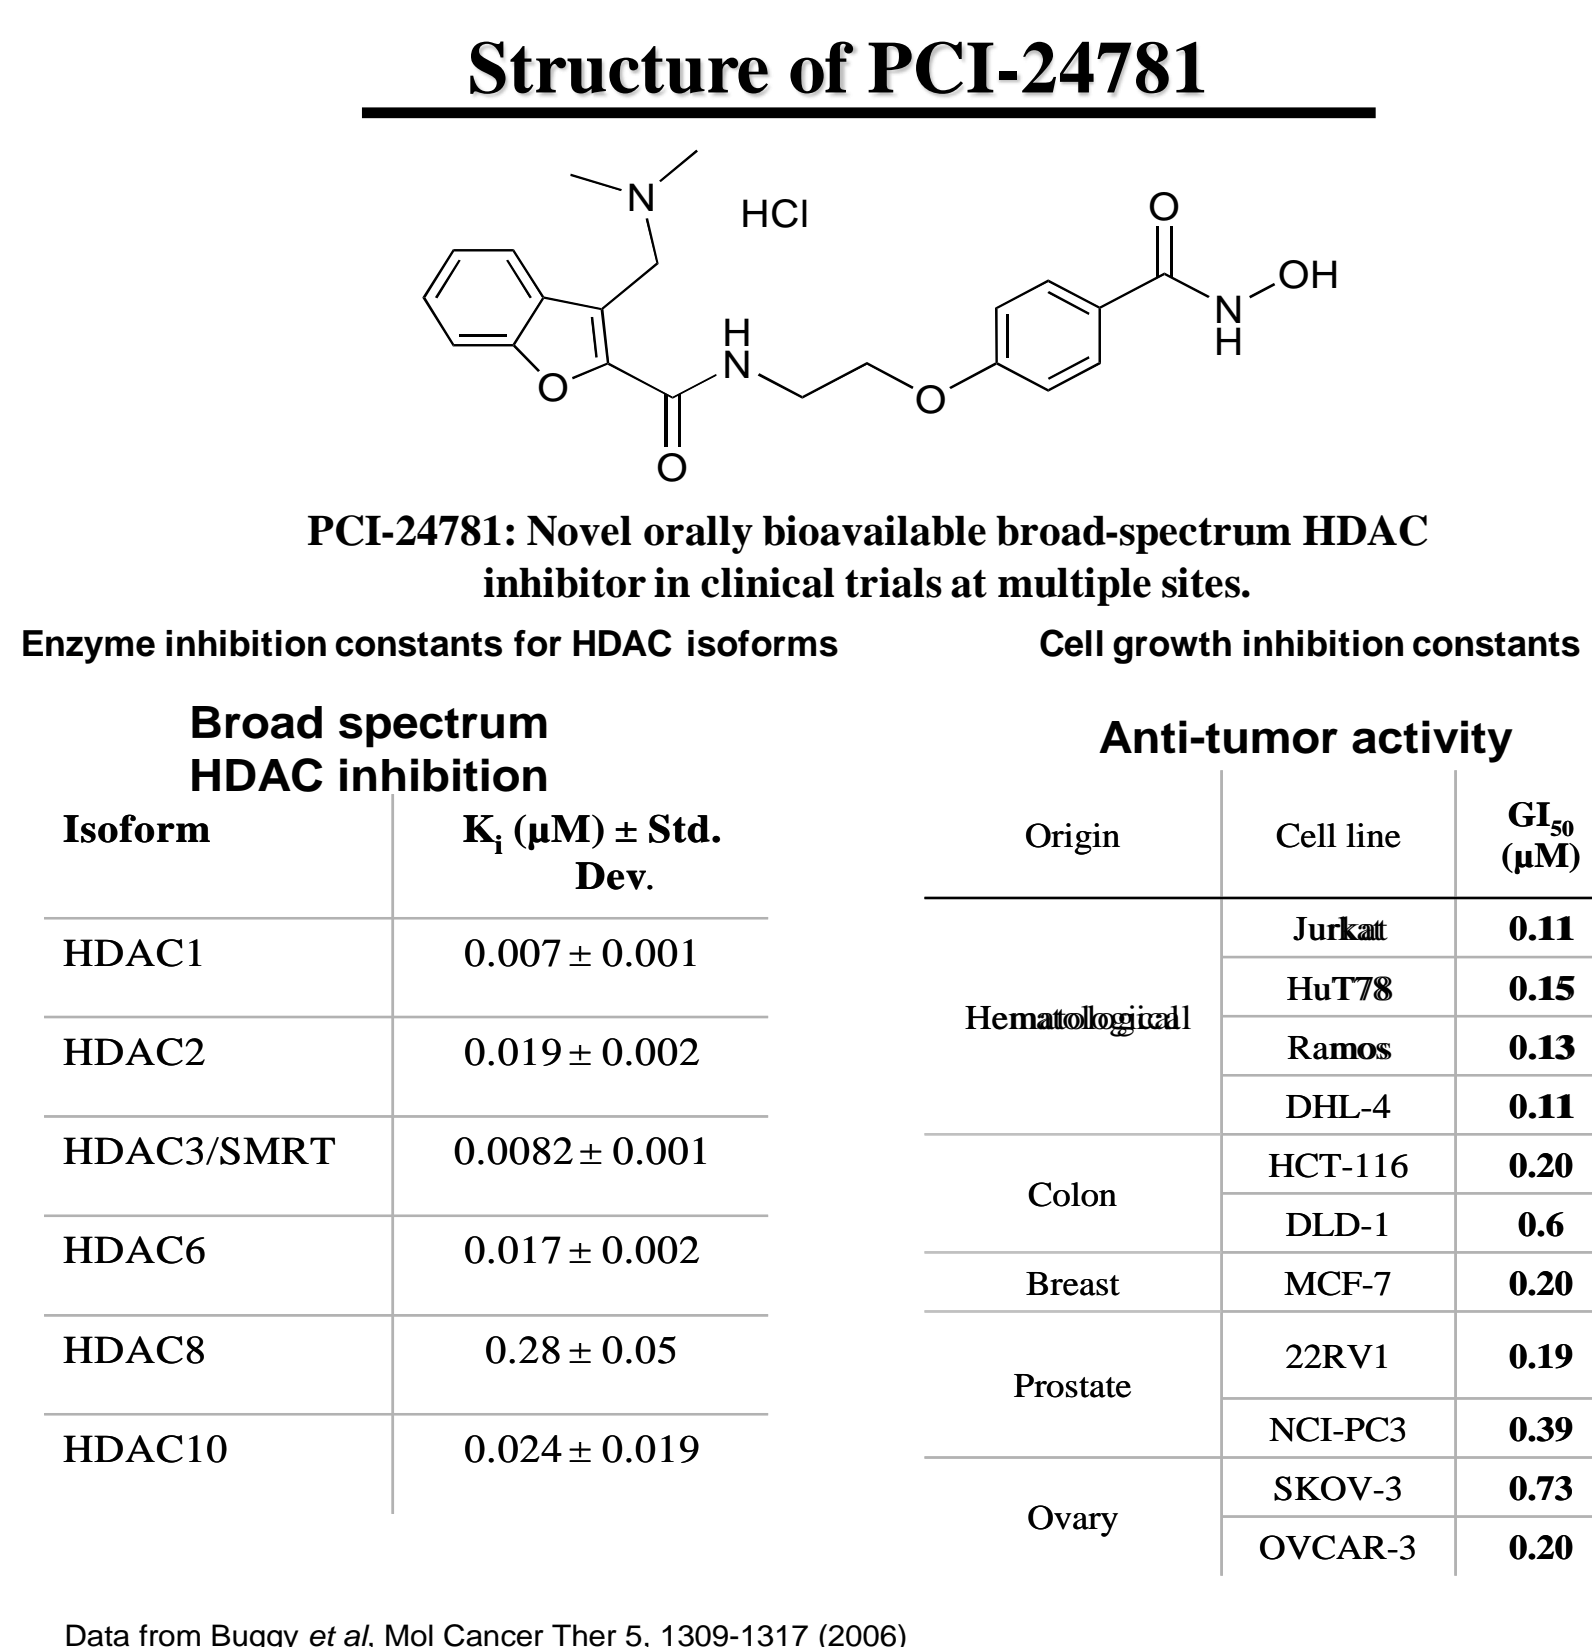 Structure of PCI-24781
N
HCl
O
OH
N
H
H
N
O
O
O
PCI-24781: Novel orally bioavailable broad-spectrum HDAC
inhibitor in clinical trials at multiple sites.
Enzyme inhibition constants for HDAC isoforms
Broad spectrum
HDAC inhibition
Isoform Ki (μM) ± Std.
Dev.
HDAC1 0.007 ± 0.001
HDAC2 0.019 ± 0.002
HDAC3/SMRT 0.0082 ± 0.001
HDAC6 0.017 ± 0.002
HDAC8 0.28 ± 0.05
HDAC10 0.024 ± 0.019
Cell growth inhibition constants
Anti-tumor activity
Origin Cell line GI50
(μM)
Hematological
Jurkat 0.11
HuT78 0.15
Ramos 0.13
DHL-4 0.11
Colon
HCT-116 0.20
DLD-1 0.6
Breast MCF-7 0.20
Prostate
22RV1 0.19
NCI-PC3 0.39
Ovary
SKOV-3 0.73
OVCAR-3 0.20
Data from Buggy et al, Mol Cancer Ther 5, 1309-1317 (2006)